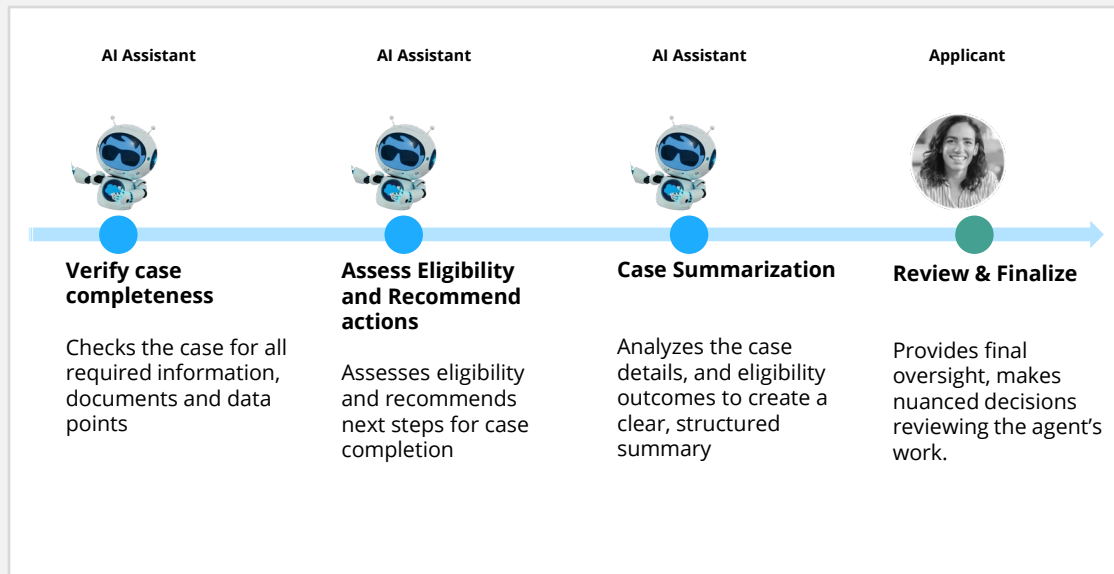 AI Assistant
AI Assistant
AI Assistant
Applicant
Verify case
completeness
Checks the case for all
required information,
documents and data
points
Assess Eligibility
and Recommend
actions
Assesses eligibility
and recommends
next steps for case
completion
Case Summarization
Analyzes the case
details, and eligibility
outcomes to create a
clear, structured
summary
Review & Finalize
Provides final
oversight, makes
nuanced decisions
reviewing the agent’s
work.